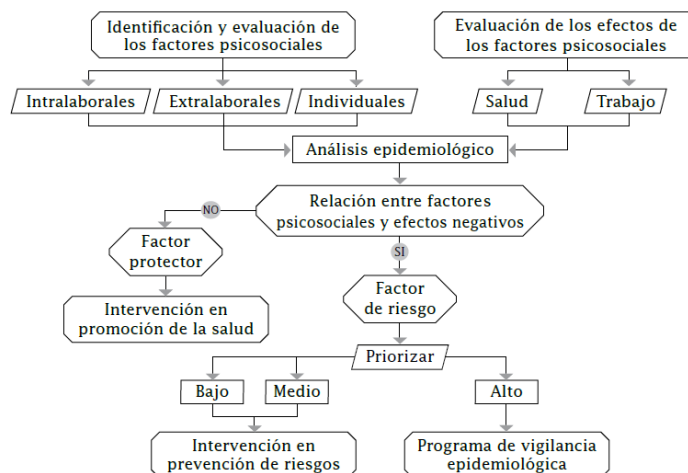 Identificación y evaluación de
los factores psicosociales
Evaluación de los efectos de
los factores psicosociales
Intralaborales
Extralaborales
Individuales
Salud
Trabajo
Análisis epidemiológico
Relación entre factores
psicosociales y efectos negativos
NO
SI
Factor
protector
Factor
de riesgo
Intervención en
promoción de la salud
Priorizar
Bajo
Medio
Alto
Intervención en
prevención de riesgos
Programa de vigilancia
epidemiológica